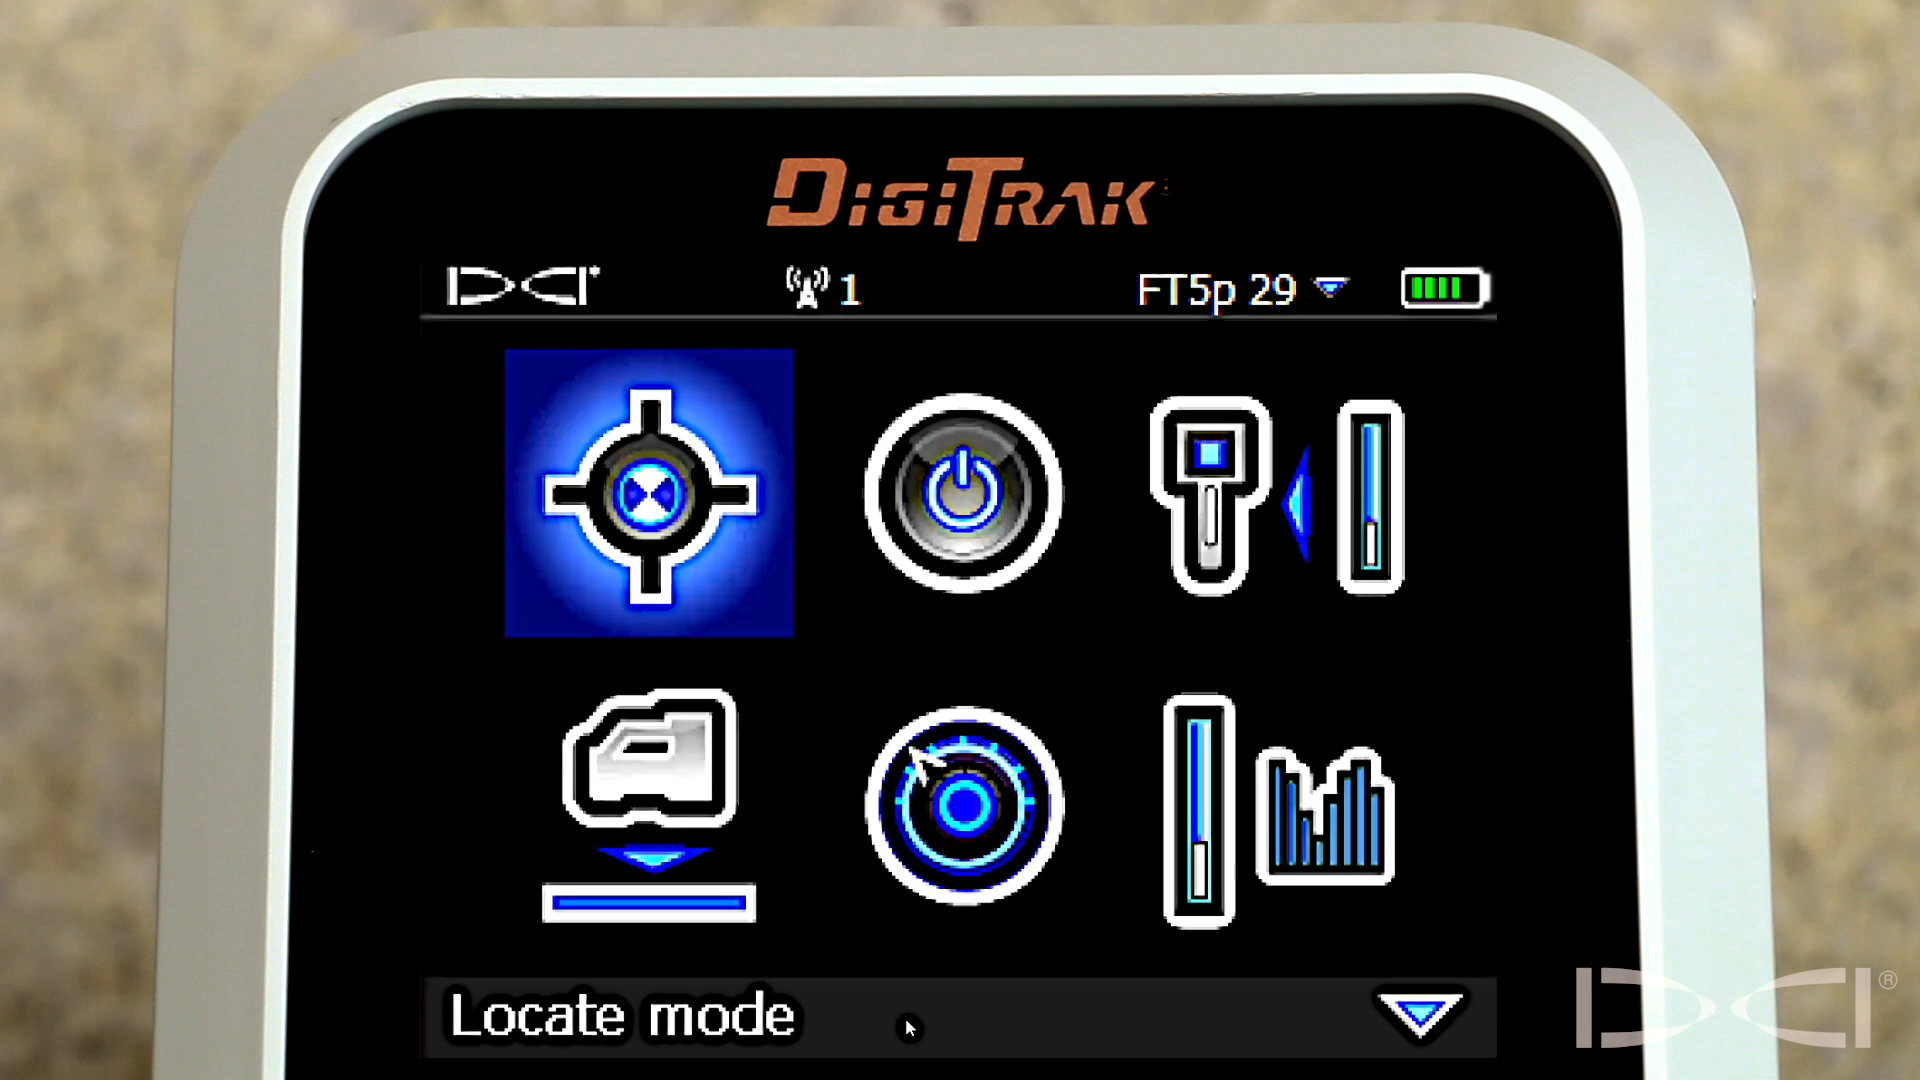 DIGITRAK
DCI
1
FT5p 29
Locate mode
DCI®